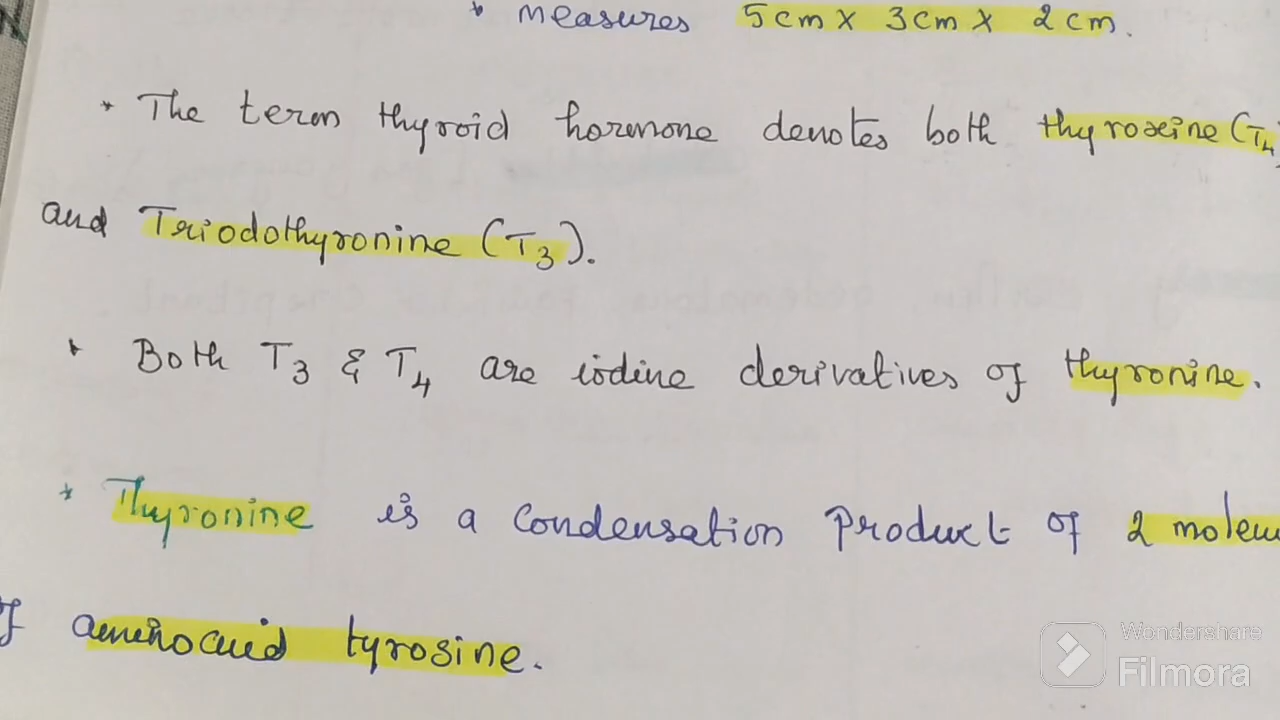 * measures 5cm x 3cm x 2cm.
* The term thyroid hormone denotes both thyroxine (T4)
and Triodothyronine (T3).
* Both T3 & T4 are iodine derivatives of thyronine.
* Thyronine is a condensation product of 2 molecu
of aminoacid tyrosine.
Wondershare
Filmora